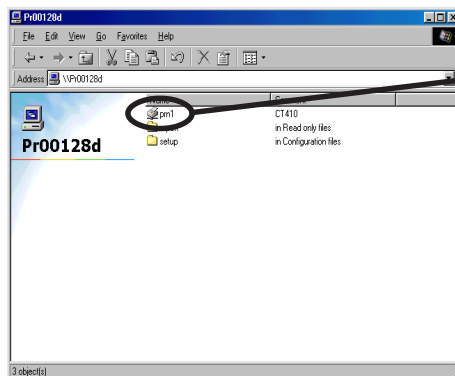 Pr00128d
File Edit View Go Favorites Help
Address \\Pr00128d
Pr00128d
prn1 CT410
in Read only files
setup in Configuration files
3 object(s)